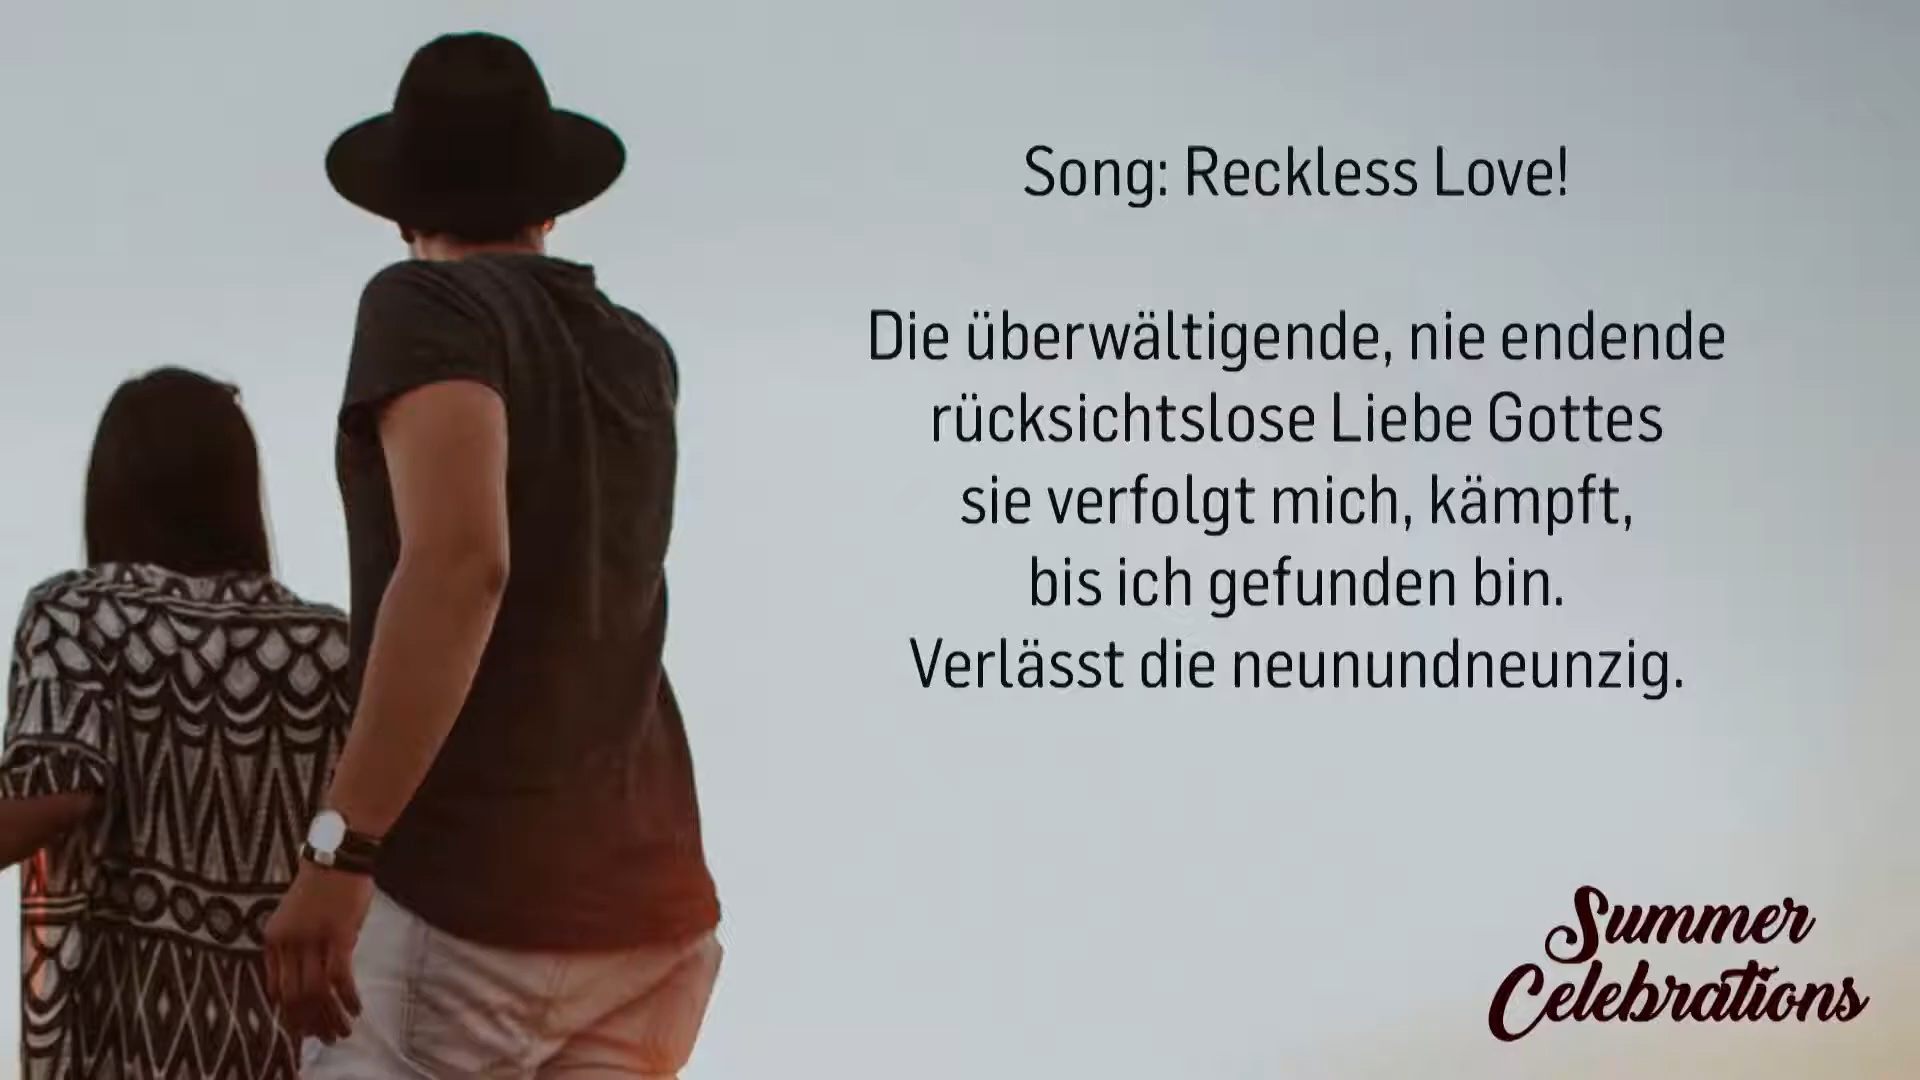 Song: Reckless Love!
Die überwältigende, nie endende
rücksichtslose Liebe Gottes
sie verfolgt mich, kämpft,
bis ich gefunden bin.
Verlässt die neunundneunzig.
Summer
Celebrations